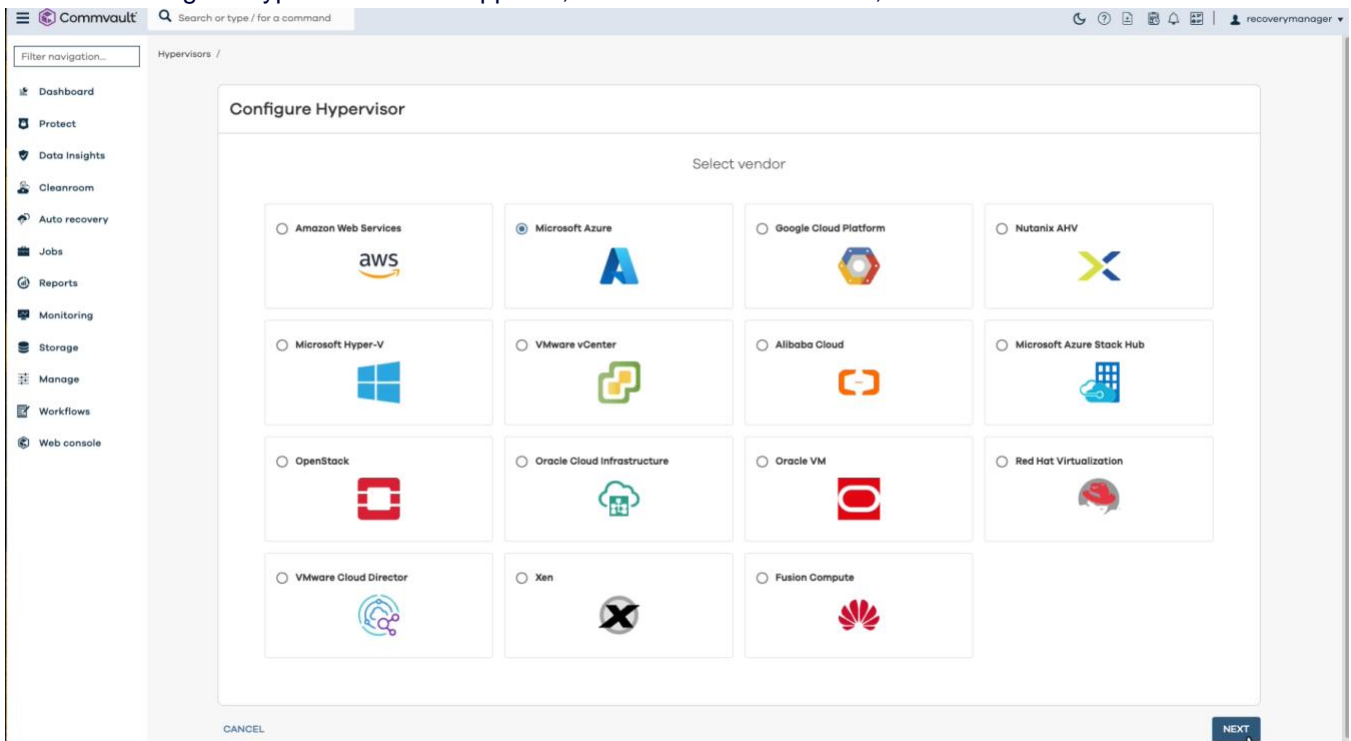 Commvault
Search or type / for a command
recoverymanager
Filter navigation...
Hypervisors /
Dashboard
Protect
Data Insights
Cleanroom
Auto recovery
Jobs
Reports
Monitoring
Storage
Manage
Workflows
Web console
Configure Hypervisor
Select vendor
Amazon Web Services
aws
Microsoft Azure
Google Cloud Platform
Nutanix AHV
Microsoft Hyper-V
VMware vCenter
Alibaba Cloud
Microsoft Azure Stack Hub
OpenStack
Oracle Cloud Infrastructure
Oracle VM
Red Hat Virtualization
VMware Cloud Director
Xen
Fusion Compute
CANCEL
NEXT